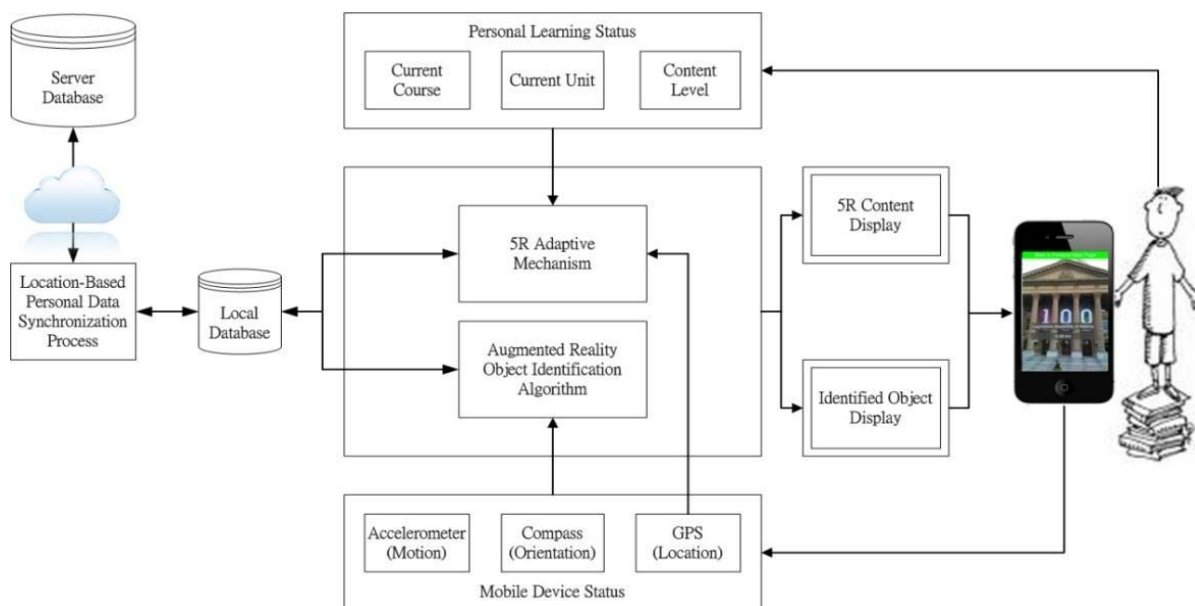 Server
Database
Location-Based
Personal Data
Synchronization
Process
Local
Database
Personal Learning Status
Current
Course
Current Unit
Content
Level
5R Adaptive
Mechanism
Augmented Reality
Object Identification
Algorithm
Accelerometer
(Motion)
Compass
(Orientation)
GPS
(Location)
Mobile Device Status
5R Content
Display
Identified Object
Display
100